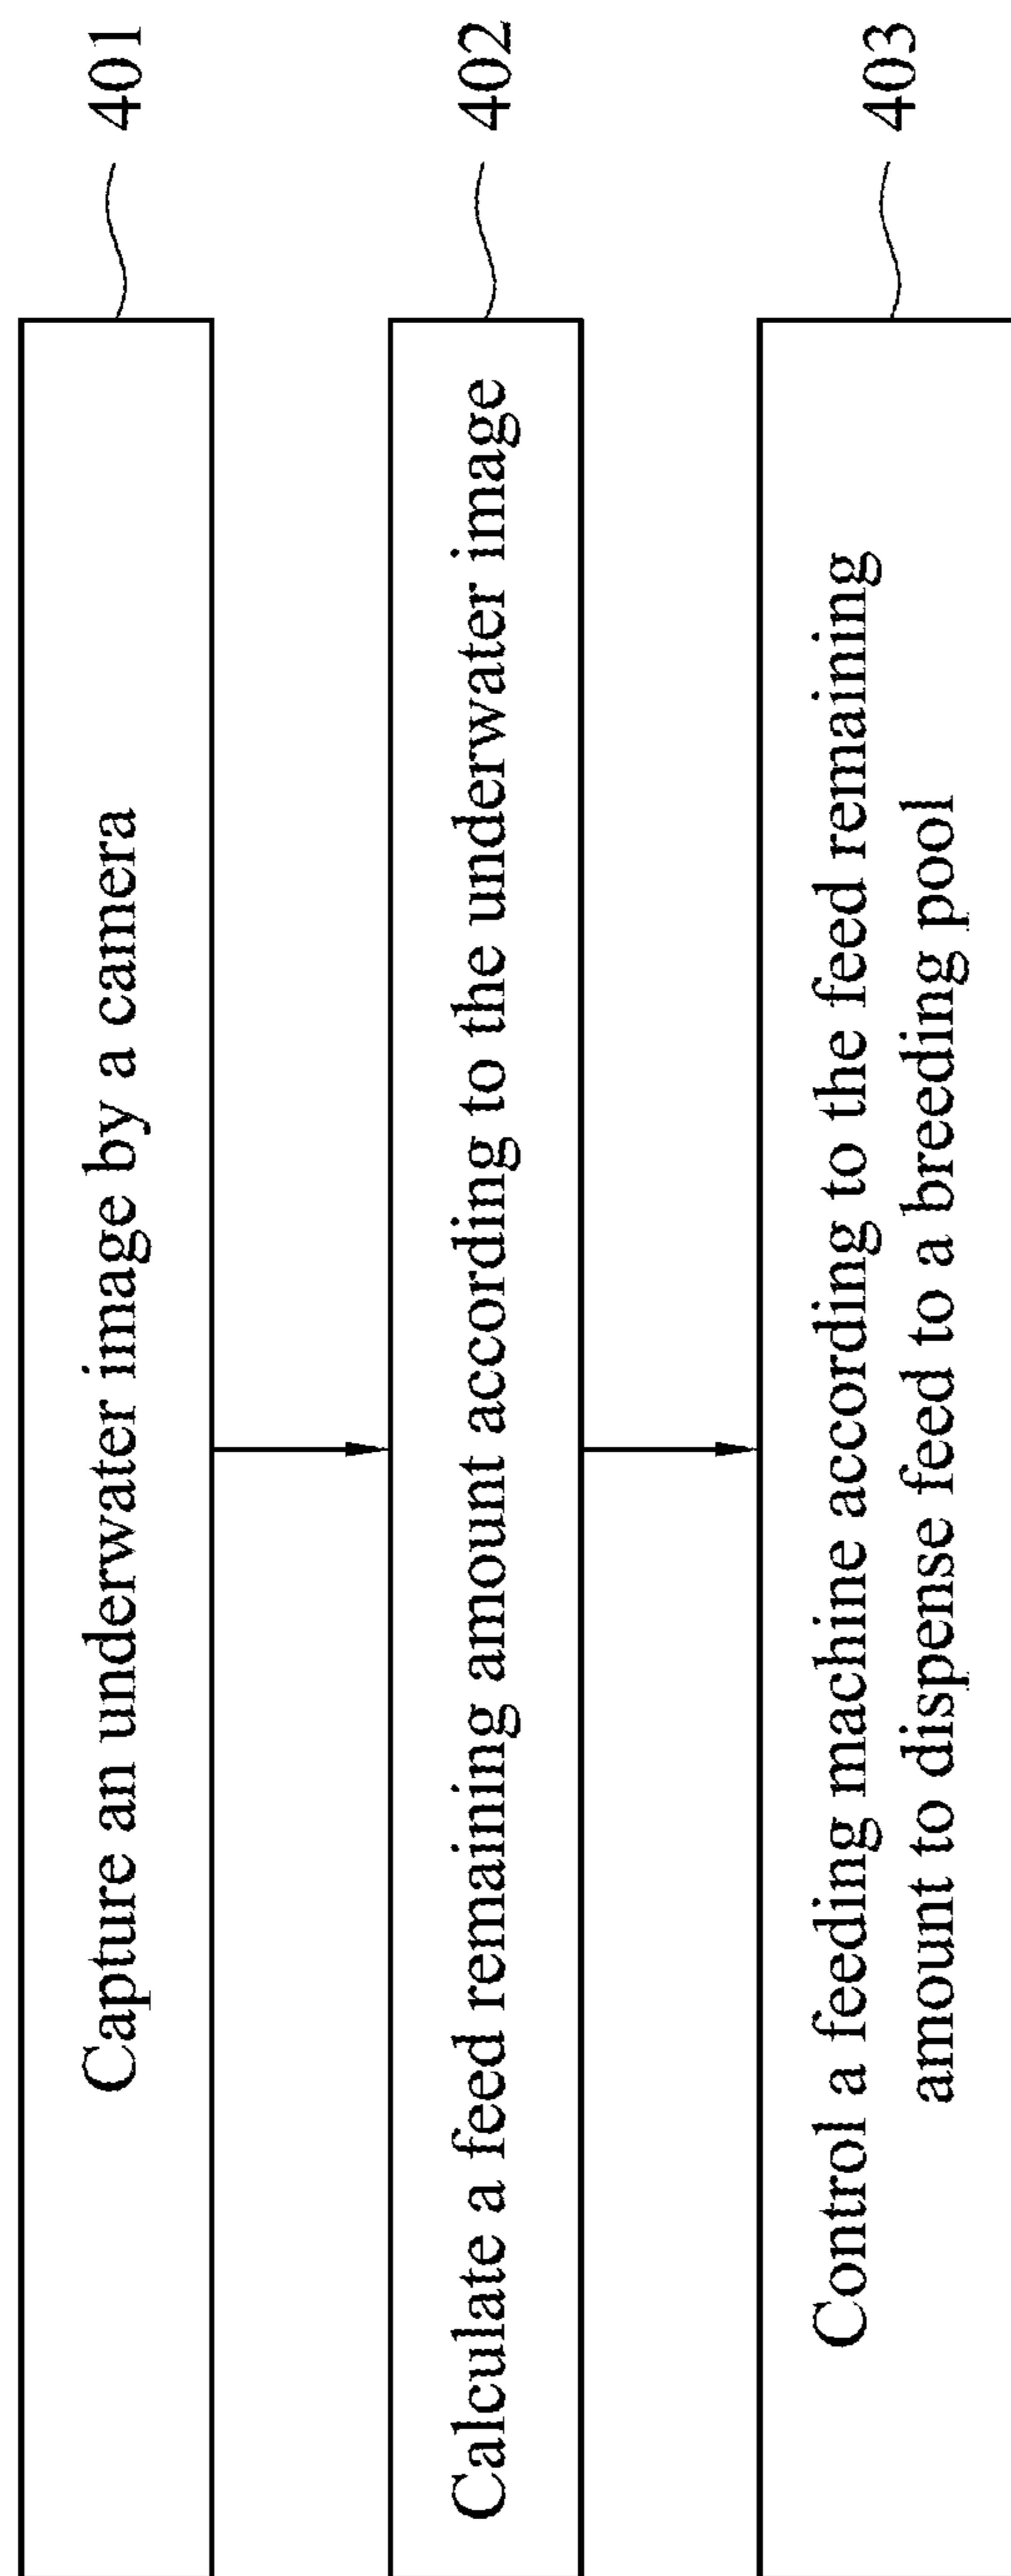 Capture an underwater image by a camera
401
Calculate a feed remaining amount according to the underwater image
402
Control a feeding machine according to the feed remaining
amount to dispense feed to a breeding pool
403